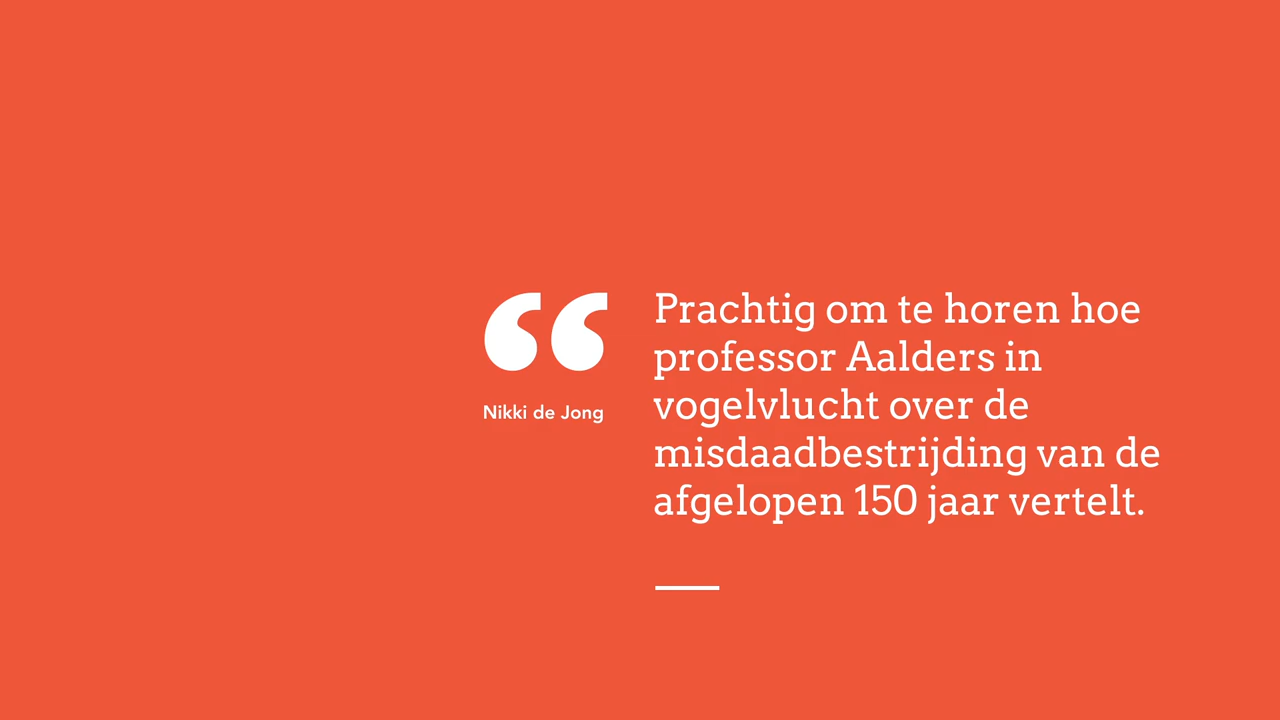 “
Nikki de Jong
Prachtig om te horen hoe
professor Aalders in
vogelvlucht over de
misdaadbestrijding van de
afgelopen 150 jaar vertelt.